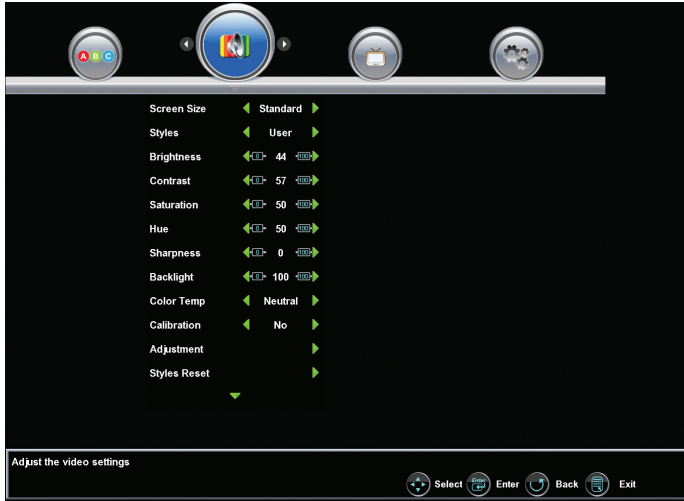 A B C
Screen Size Standard
Styles User
Brightness 0 44 100
Contrast 0 57 100
Saturation 0 50 100
Hue 0 50 100
Sharpness 0 0 100
Backlight 0 100 100
Color Temp Neutral
Calibration No
Adjustment
Styles Reset
Adjust the video settings
Select Enter Enter Back Exit